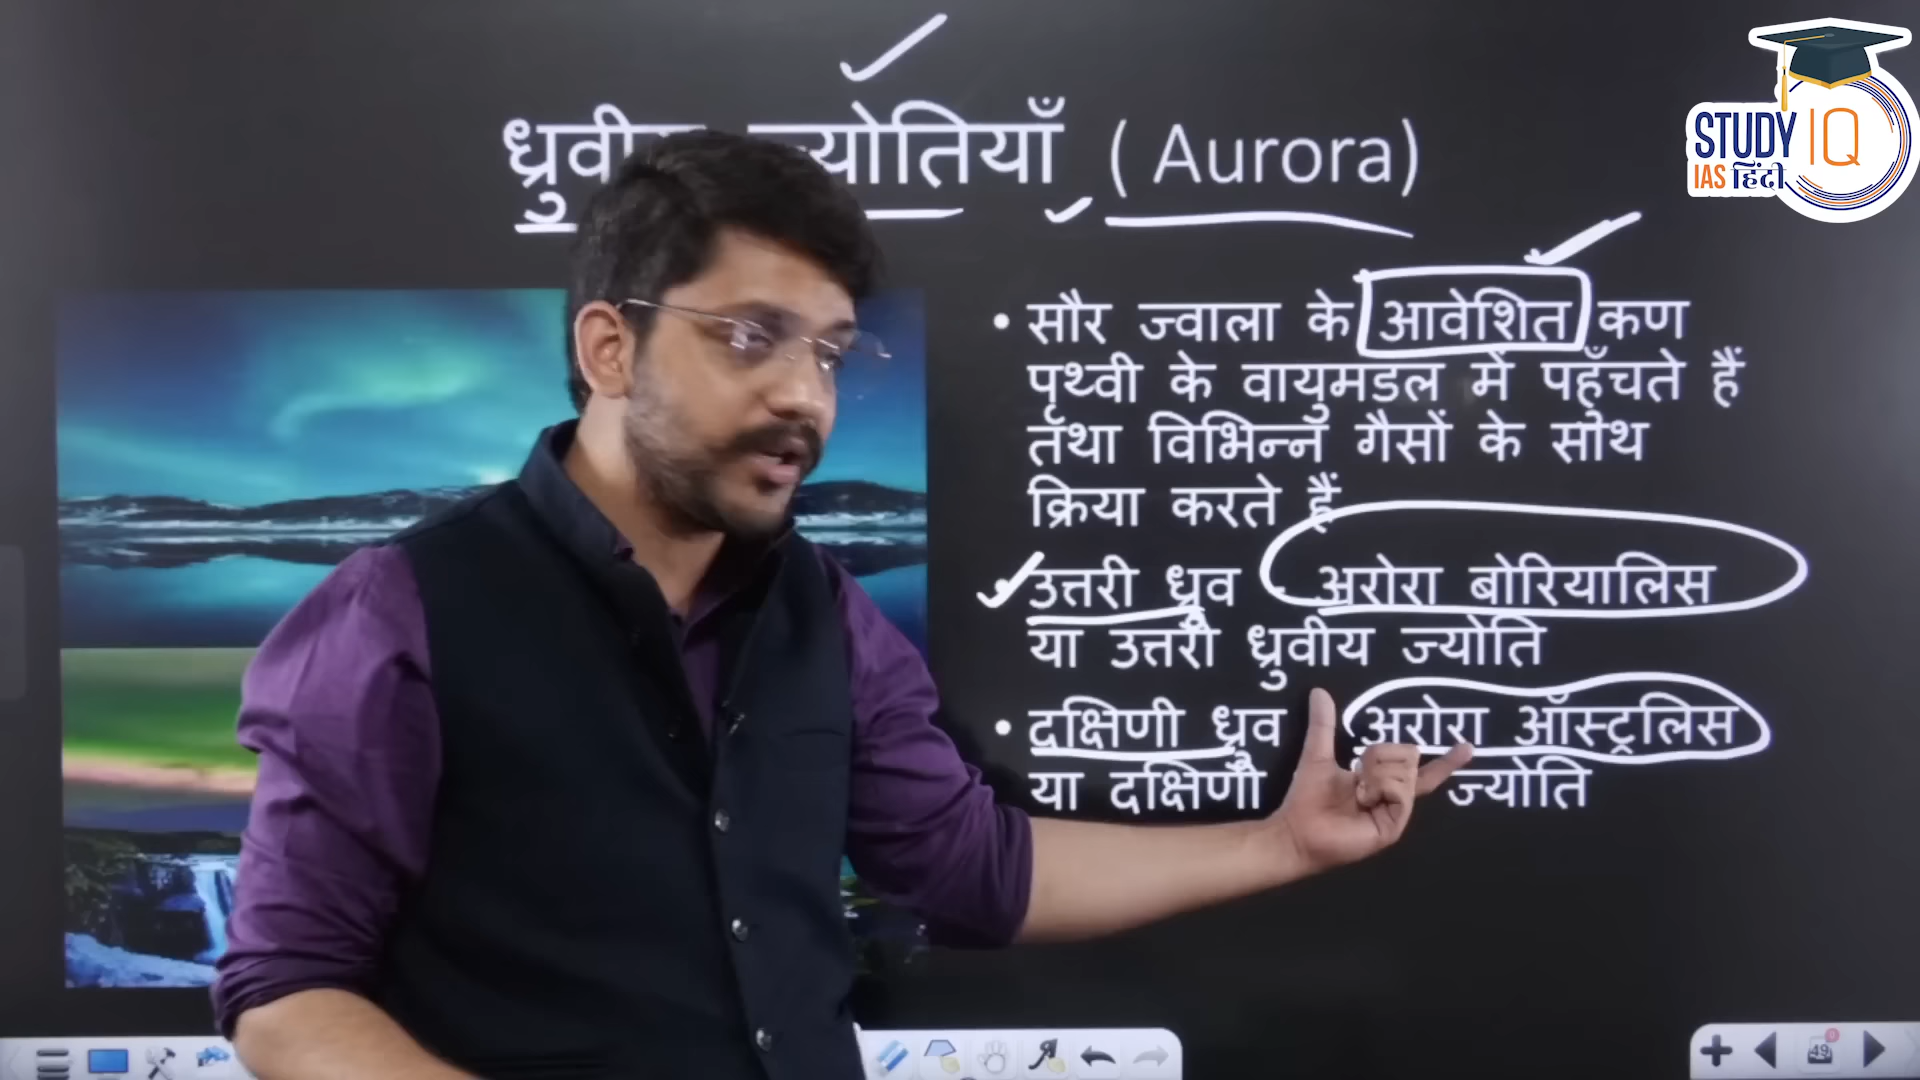 ( Aurora)
STUDY IQ
IAS हिंदी
• सौर ज्वाला के आवेशित कण
पृथ्वी के वायुमडल में पहुँचते हैं
तथा विभिन्न गैसों के साथ
क्रिया करते हैं
उत्तरी ध्रुव - अरोरा बोरियालिस
या उत्तरी ध्रुवीय ज्योति
• दक्षिणी ध्रुव अरोरा ऑस्ट्रलिस
या दक्षिणी ज्योति
49